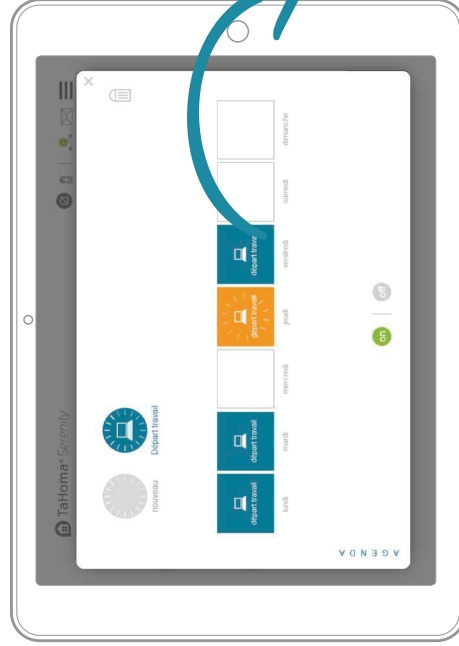 TaHoma® Serenity
@
nouveau
Départ travail
départ travail
départ travail
départ travail
départ travail
lundi
mardi
mercredi
jeudi
vendredi
samedi
dimanche
on
off
AGENDA